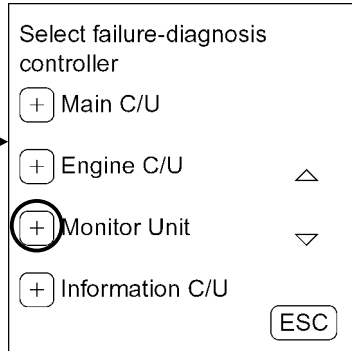 Select failure-diagnosis
controller
+ Main C/U
+ Engine C/U
+ Monitor Unit
+ Information C/U
ESC